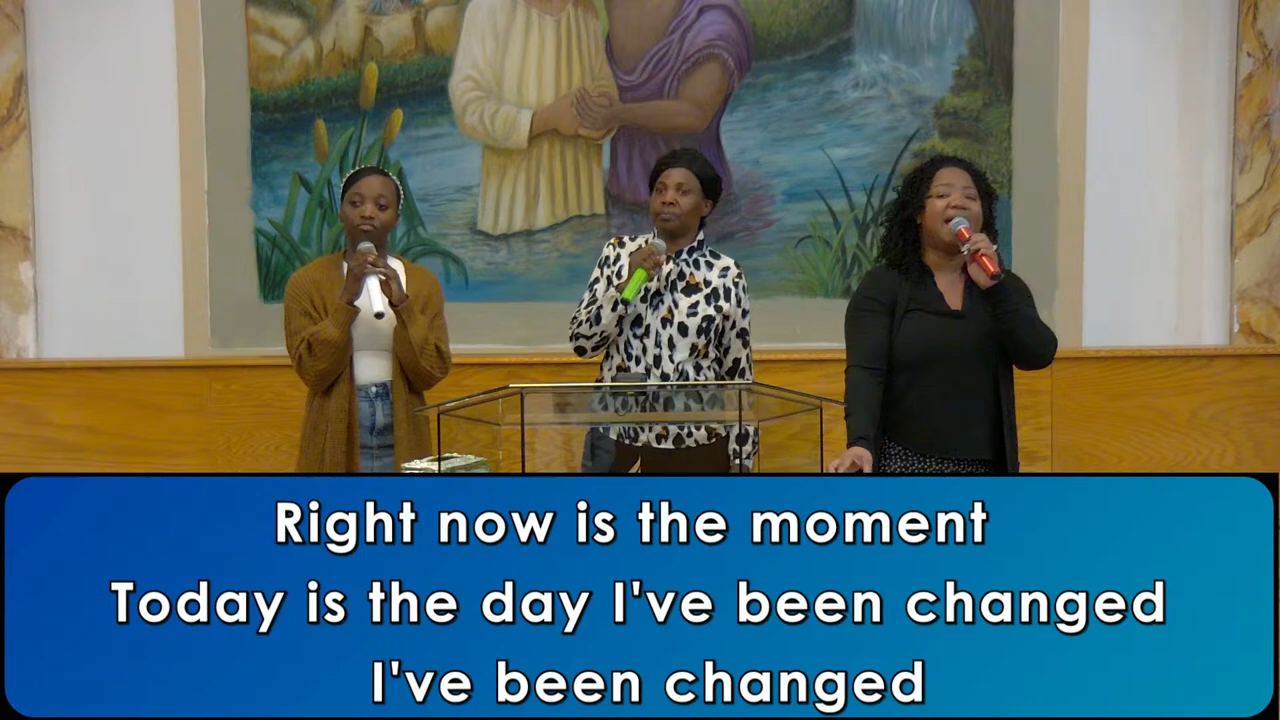 Right now is the moment
Today is the day I've been changed
I've been changed